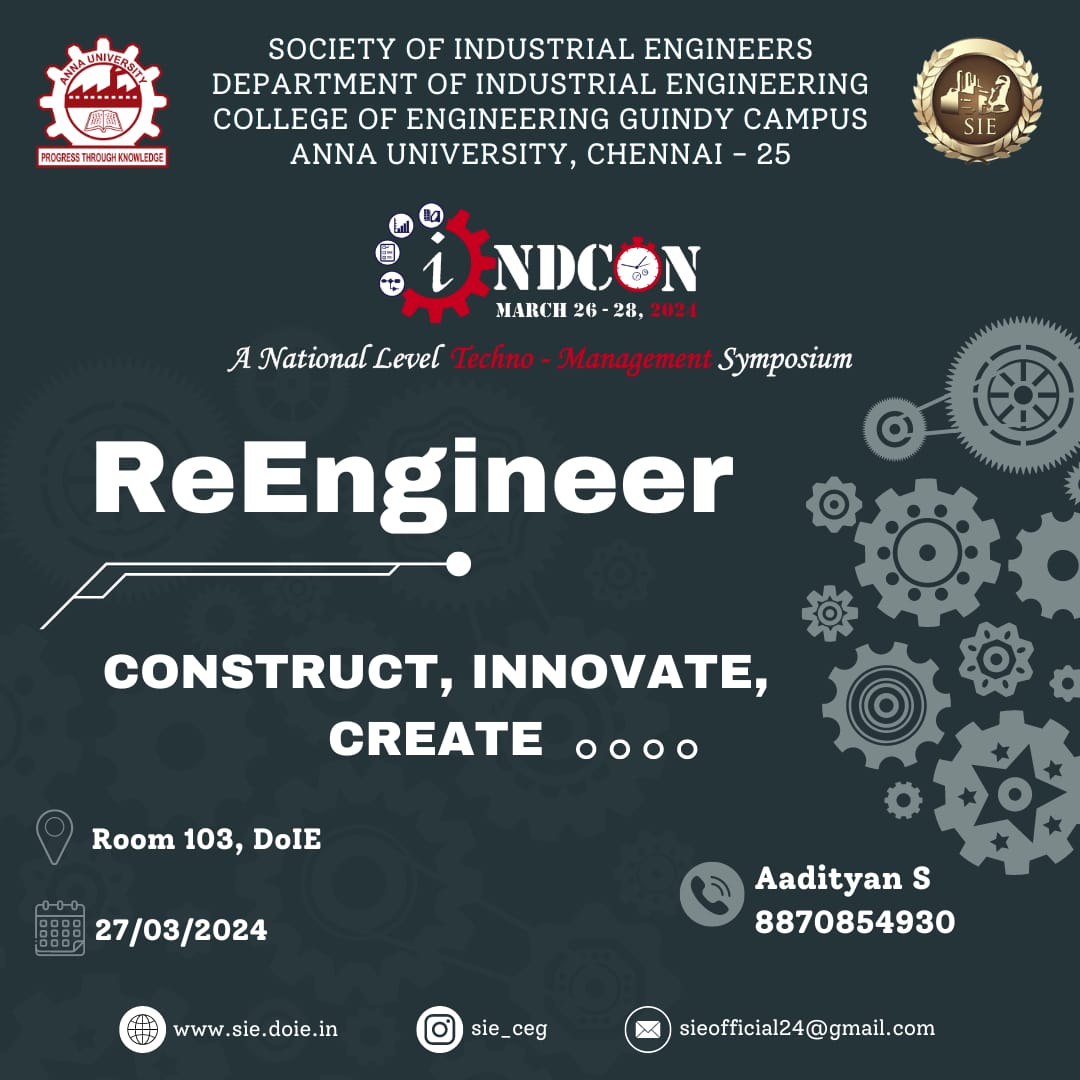 ANNA UNIVERSITY
PROGRESS THROUGH KNOWLEDGE
SOCIETY OF INDUSTRIAL ENGINEERS
DEPARTMENT OF INDUSTRIAL ENGINEERING
COLLEGE OF ENGINEERING GUINDY CAMPUS
ANNA UNIVERSITY, CHENNAI – 25
SIE
iNDCON
MARCH 26 - 28, 2024
A National Level Techno - Management Symposium
ReEngineer
CONSTRUCT, INNOVATE,
CREATE
Room 103, DoIE
27/03/2024
Aadityan S
8870854930
www.sie.doie.in
sie_ceg
sieofficial24@gmail.com